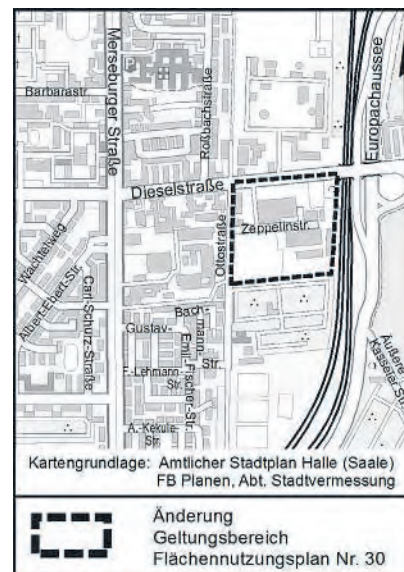 Merseburger Straße
P
Roßbachstraße
Europachaussee
Barbarastr.
Dieselstraße
Zeppelinstr.
Ottostraße
Wachtelweg
Albert-Ebert-Str.
Carl-Schurz-Straße
Bach-
mann-
Str.
Gustav-
Emil-Fischer-Str.
F.-Lehmann-
Str.
A.-Kekule-
Str.
Äußere
Kasseler Str.
Kartengrundlage: Amtlicher Stadtplan Halle (Saale)
FB Planen, Abt. Stadtvermessung
Änderung
Geltungsbereich
Flächennutzungsplan Nr. 30